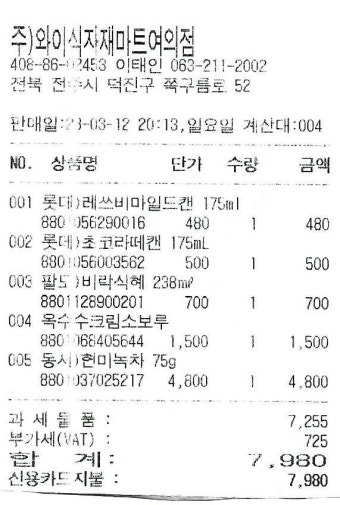 주)와이식자재마트여의점
408-86-02453 이태인 063-211-2002
전북 전주시 덕진구 쪽구름로 52
판매일:23-03-12 20:13,일요일 계산대:004
NO. 상품명 단가 수량 금액
001 롯데)레쓰비마일드캔 175ml
8801056290016 480 1 480
002 롯데)초코라떼캔 175mL
8801056003562 500 1 500
003 팔도)비락식혜 238㎖
8801128900201 700 1 700
004 옥수수크림소보루
8801068405644 1,500 1 1,500
005 동서)현미녹차 75g
8801037025217 4,800 1 4,800
과 세 물 품 : 7,255
부가세(VAT) : 725
합 계: 7,980
신용카드지불 : 7,980